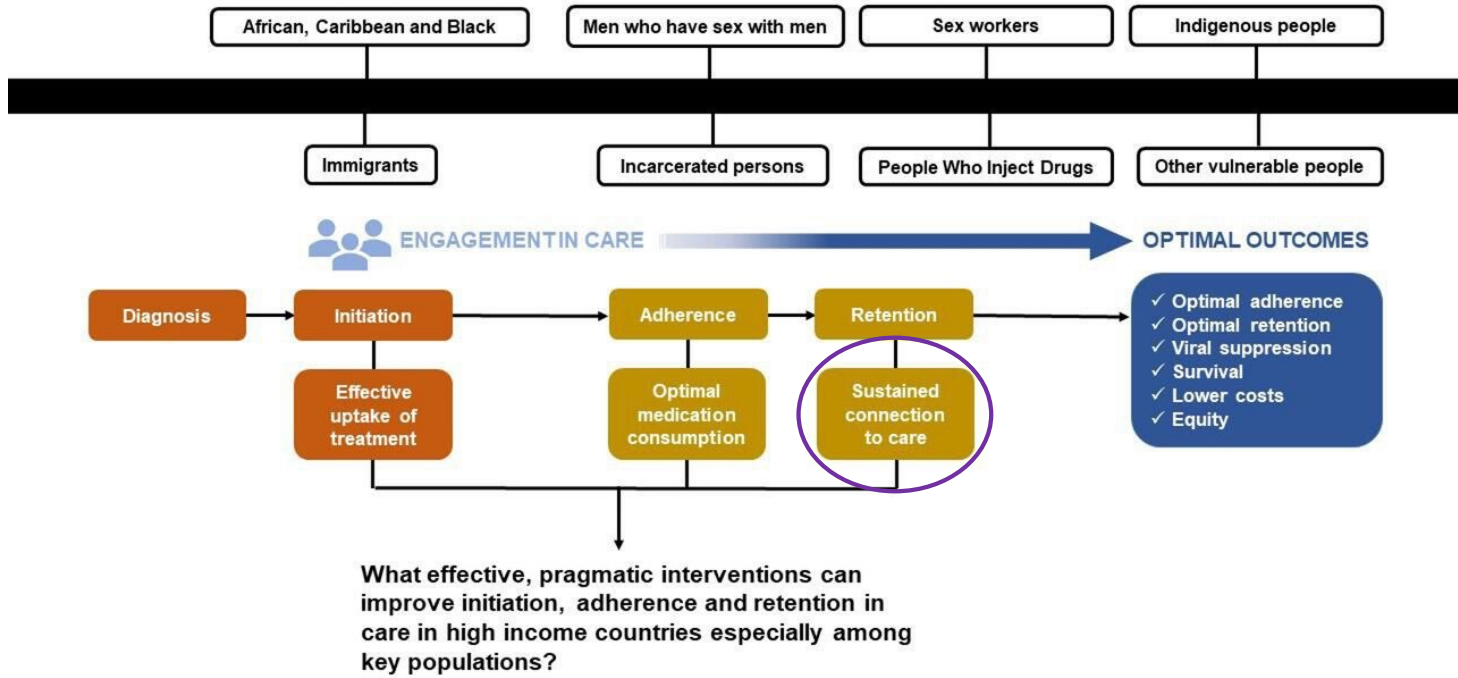 African, Caribbean and Black
Men who have sex with men
Sex workers
Indigenous people
Immigrants
Incarcerated persons
People Who Inject Drugs
Other vulnerable people
ENGAGEMENT IN CARE
OPTIMAL OUTCOMES
Diagnosis
Initiation
Adherence
Retention
Effective
uptake of
treatment
Optimal
medication
consumption
Sustained
connection
to care
✓ Optimal adherence
✓ Optimal retention
✓ Viral suppression
✓ Survival
✓ Lower costs
✓ Equity
What effective, pragmatic interventions can
improve initiation, adherence and retention in
care in high income countries especially among
key populations?